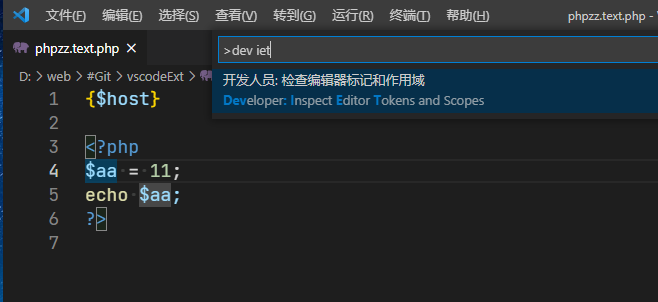 文件(F) 编辑(E) 选择(S) 查看(V) 转到(G) 运行(R) 终端(T) 帮助(H) phpzz.text.php
phpzz.text.php
>dev iet
开发人员: 检查编辑器标记和作用域
Developer: Inspect Editor Tokens and Scopes
D: > web > #Git > vscodeExt >
1 {$host}
2
3 <?php
4 $aa = 11;
5 echo $aa;
6 ?>
7